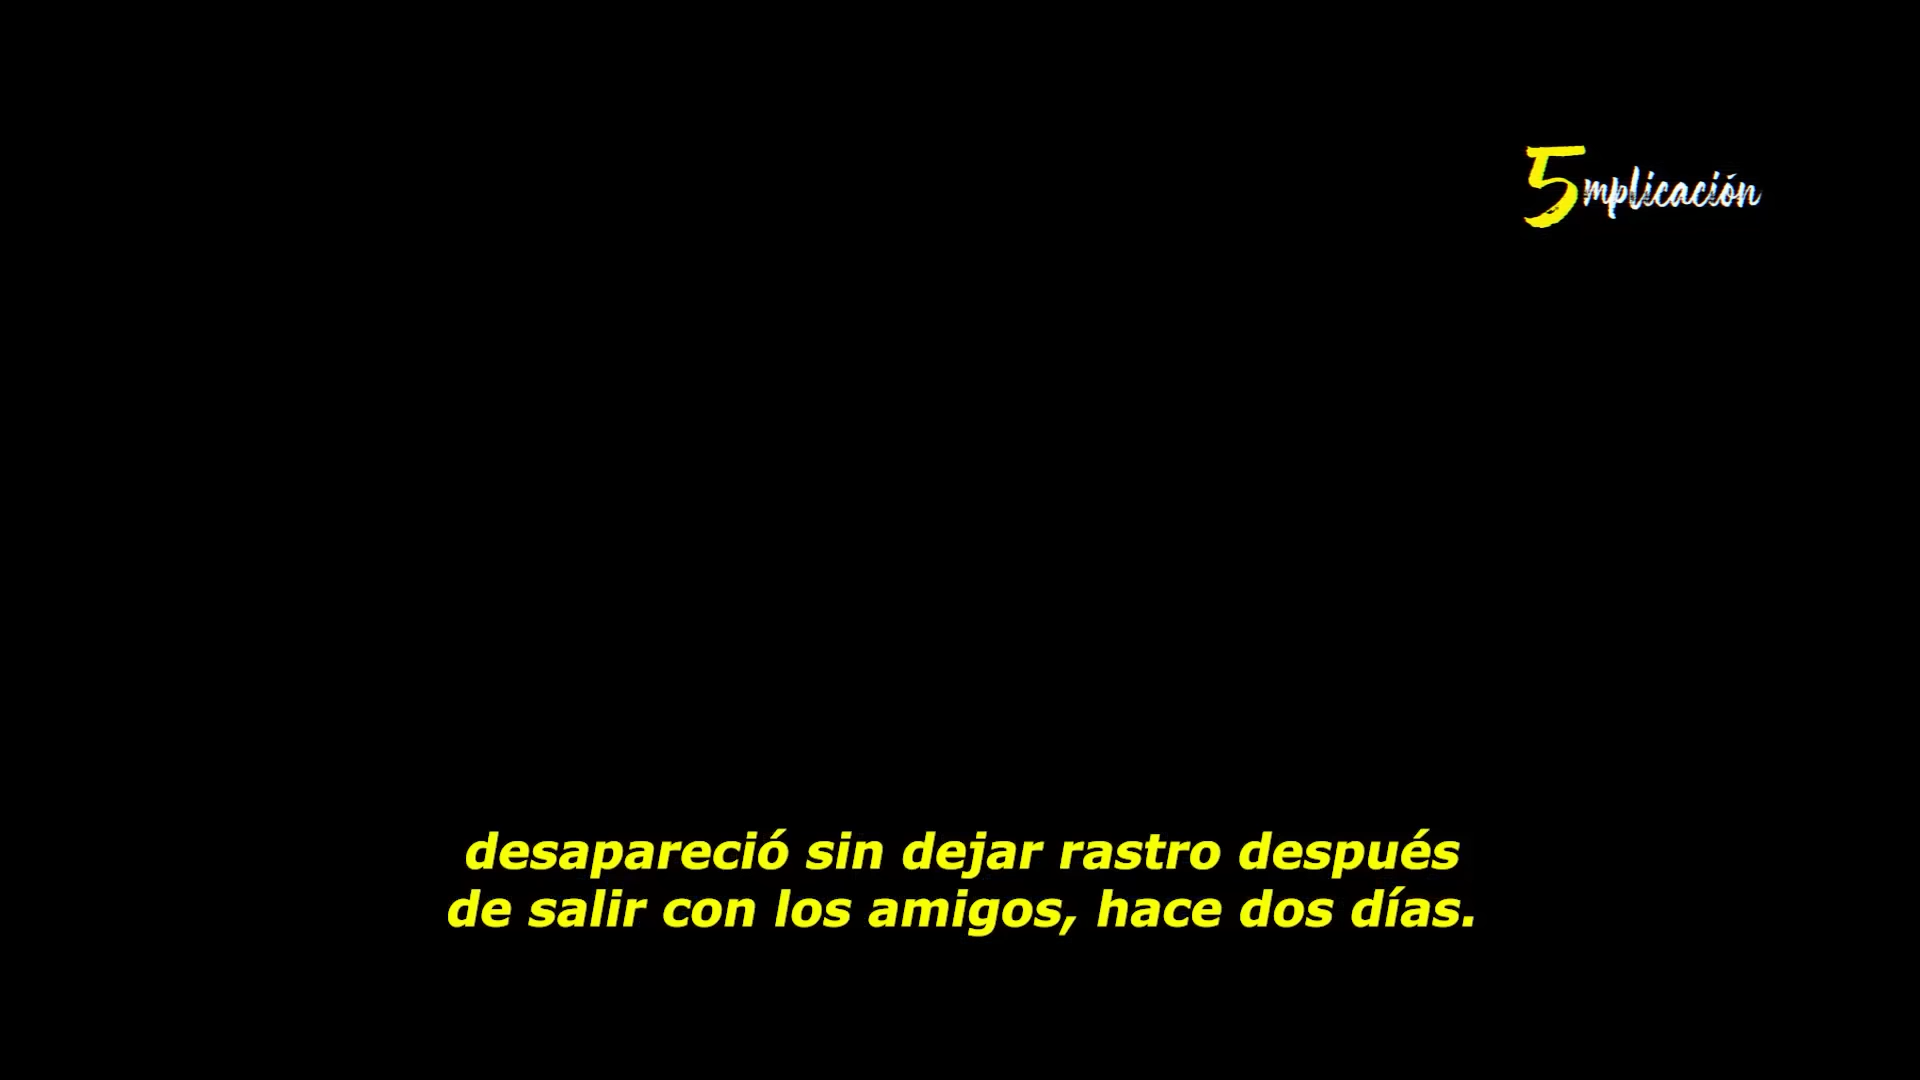 5mplicación
desapareció sin dejar rastro después
de salir con los amigos, hace dos días.